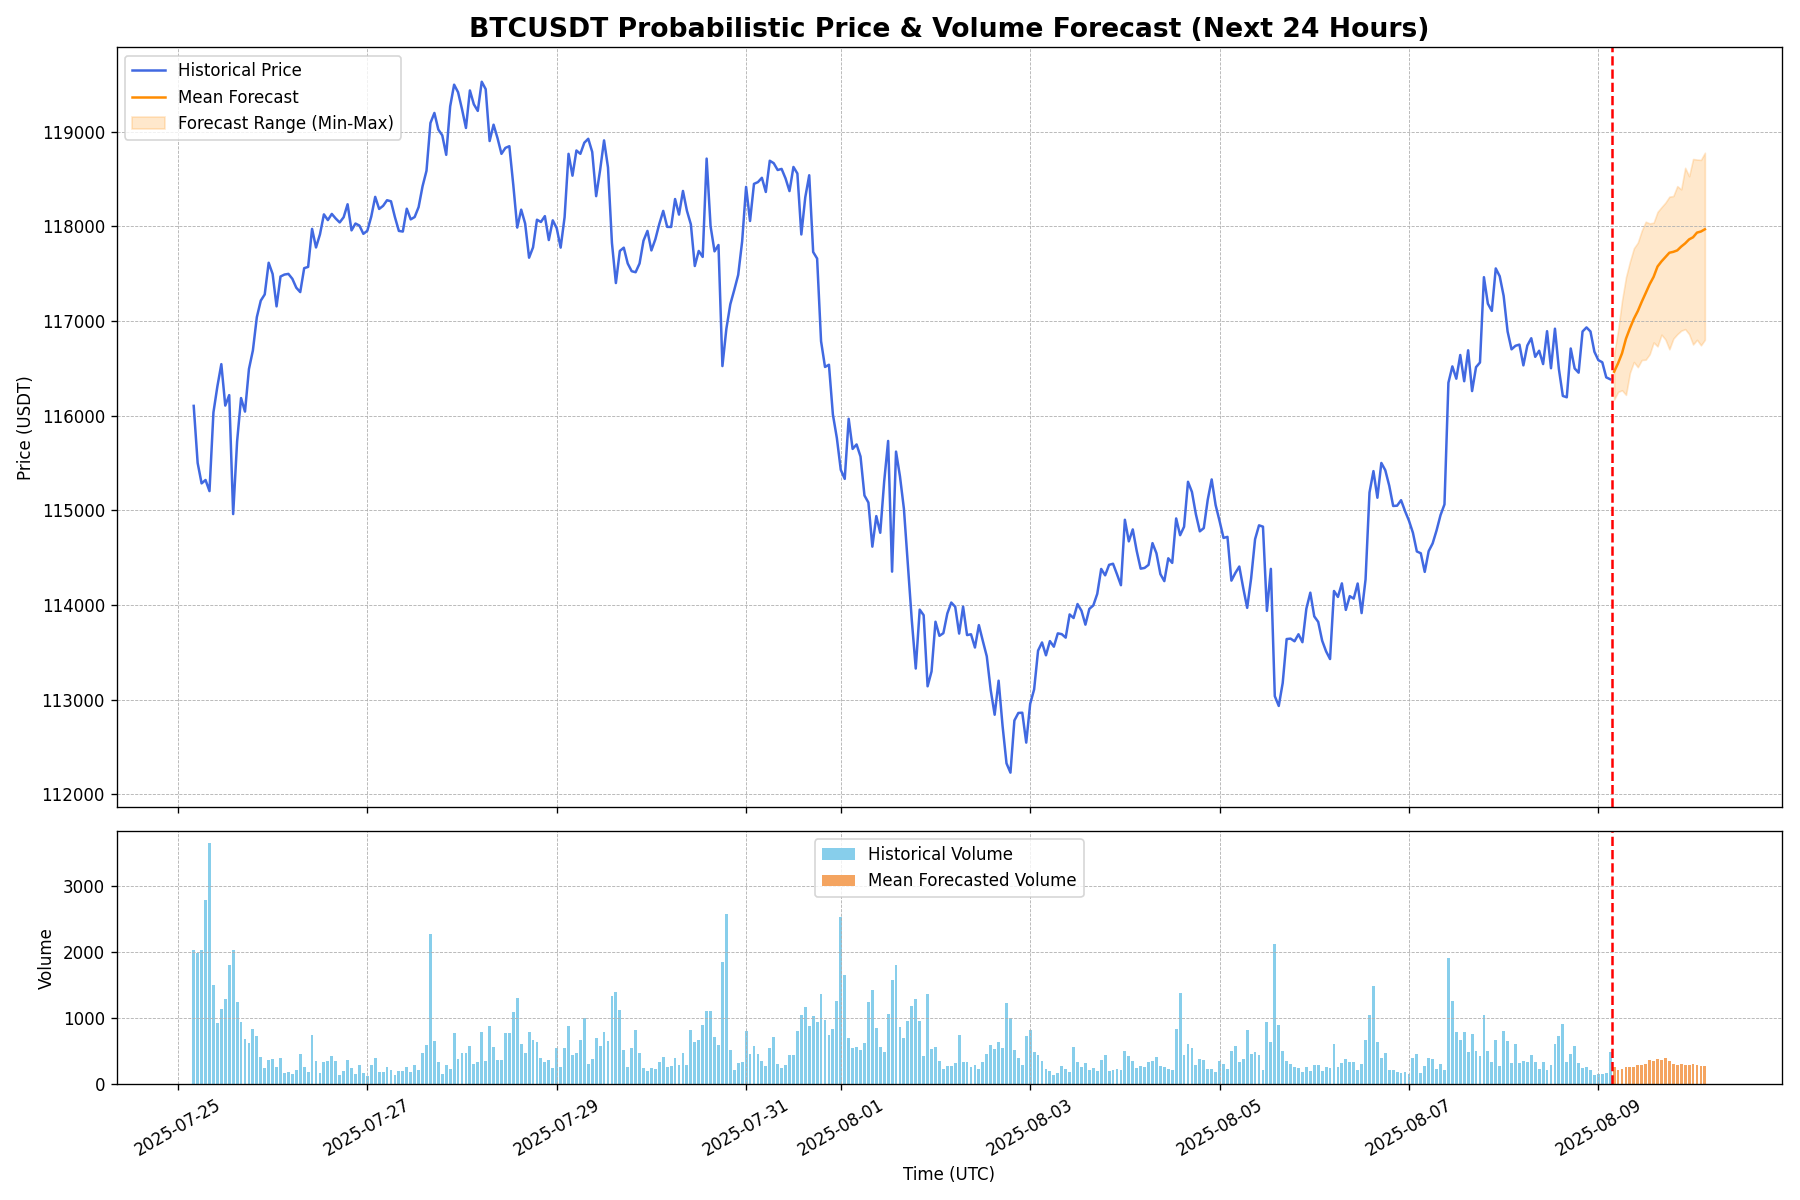 BTCUSDT Probabilistic Price & Volume Forecast (Next 24 Hours)
Historical Price
Mean Forecast
Forecast Range (Min-Max)
119000
118000
117000
116000
115000
114000
113000
112000
Price (USDT)
Historical Volume
Mean Forecasted Volume
3000
2000
1000
0
Volume
2025-07-25
2025-07-27
2025-07-29
2025-07-31
2025-08-01
2025-08-03
2025-08-05
2025-08-07
2025-08-09
Time (UTC)